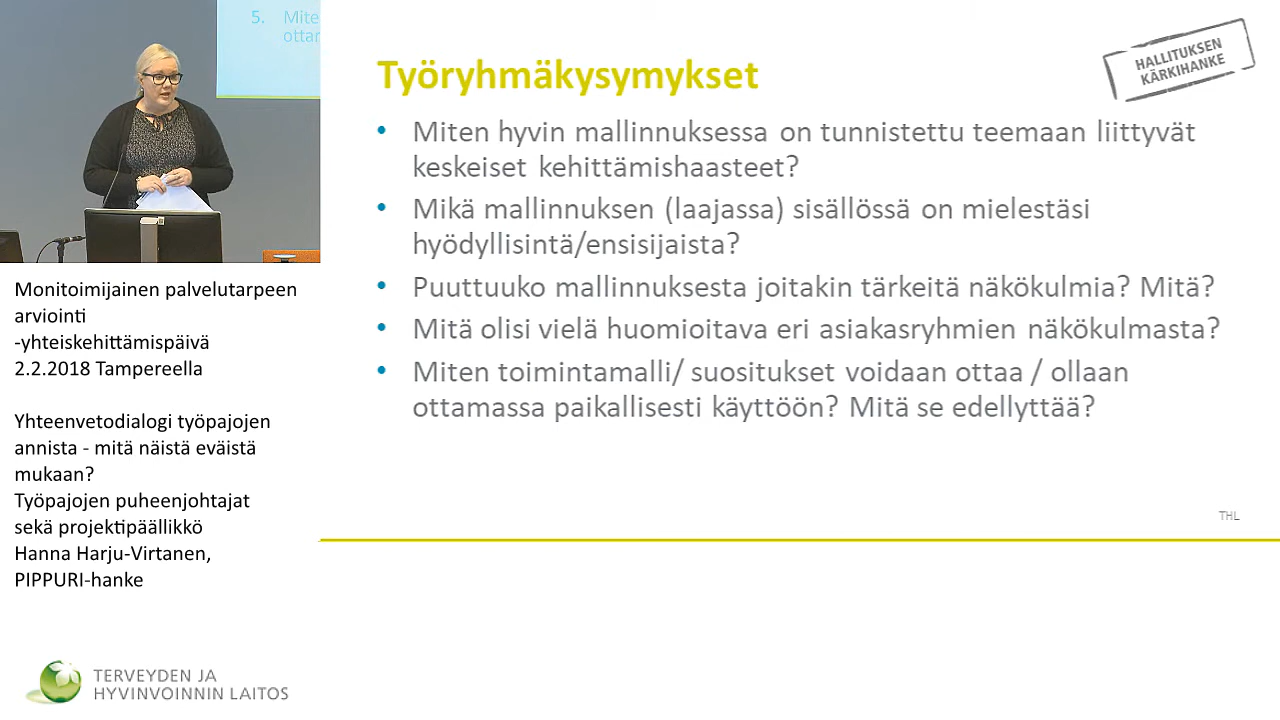 5. Mite
ottar
Työryhmäkysymykset
HALLITUKSEN
KÄRKIHANKE
• Miten hyvin mallinnuksessa on tunnistettu teemaan liittyvät
keskeiset kehittämishaasteet?
• Mikä mallinnuksen (laajassa) sisällössä on mielestäsi
hyödyllisintä/ensisijaista?
• Puuttuuko mallinnuksesta joitakin tärkeitä näkökulmia? Mitä?
• Mitä olisi vielä huomioitava eri asiakasryhmien näkökulmasta?
• Miten toimintamalli/ suositukset voidaan ottaa / ollaan
ottamassa paikallisesti käyttöön? Mitä se edellyttää?
THL
Monitoimijainen palvelutarpeen
arviointi
-yhteiskehittämispäivä
2.2.2018 Tampereella
Yhteenvetodialogi työpajojen
annista - mitä näistä eväistä
mukaan?
Työpajojen puheenjohtajat
sekä projektipäällikkö
Hanna Harju-Virtanen,
PIPPURI-hanke
TERVEYDEN JA
HYVINVOINNIN LAITOS